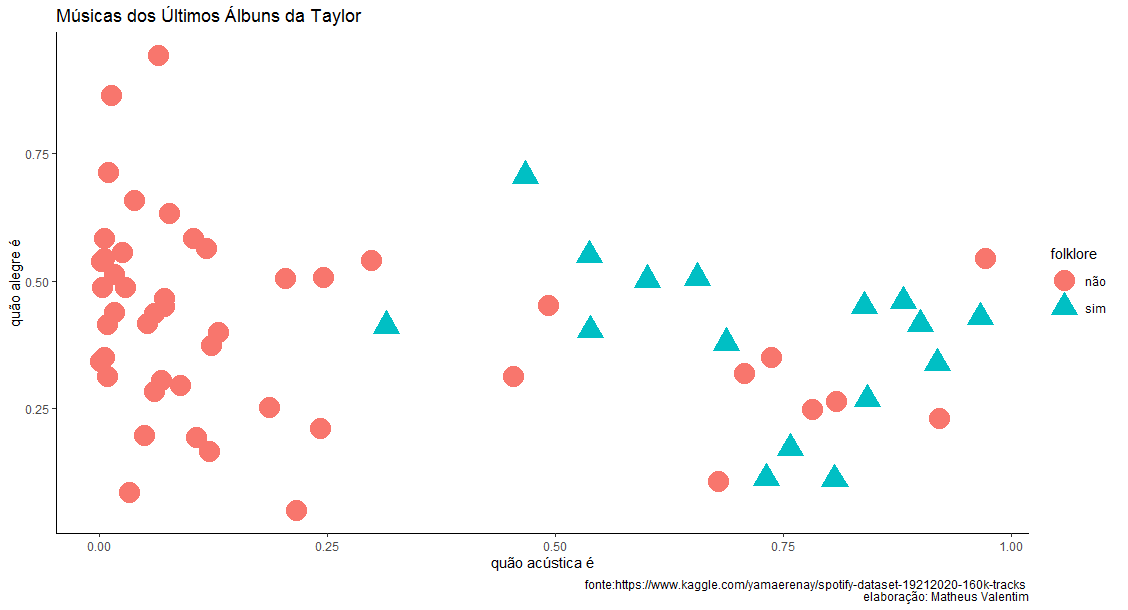 Músicas dos Últimos Álbuns da Taylor
0.75
0.50
0.25
quão alegre é
folklore
não
sim
0.00 0.25 0.50 0.75 1.00
quão acústica é
fonte:https://www.kaggle.com/yamaerenay/spotify-dataset-19212020-160k-tracks
elaboração: Matheus Valentim